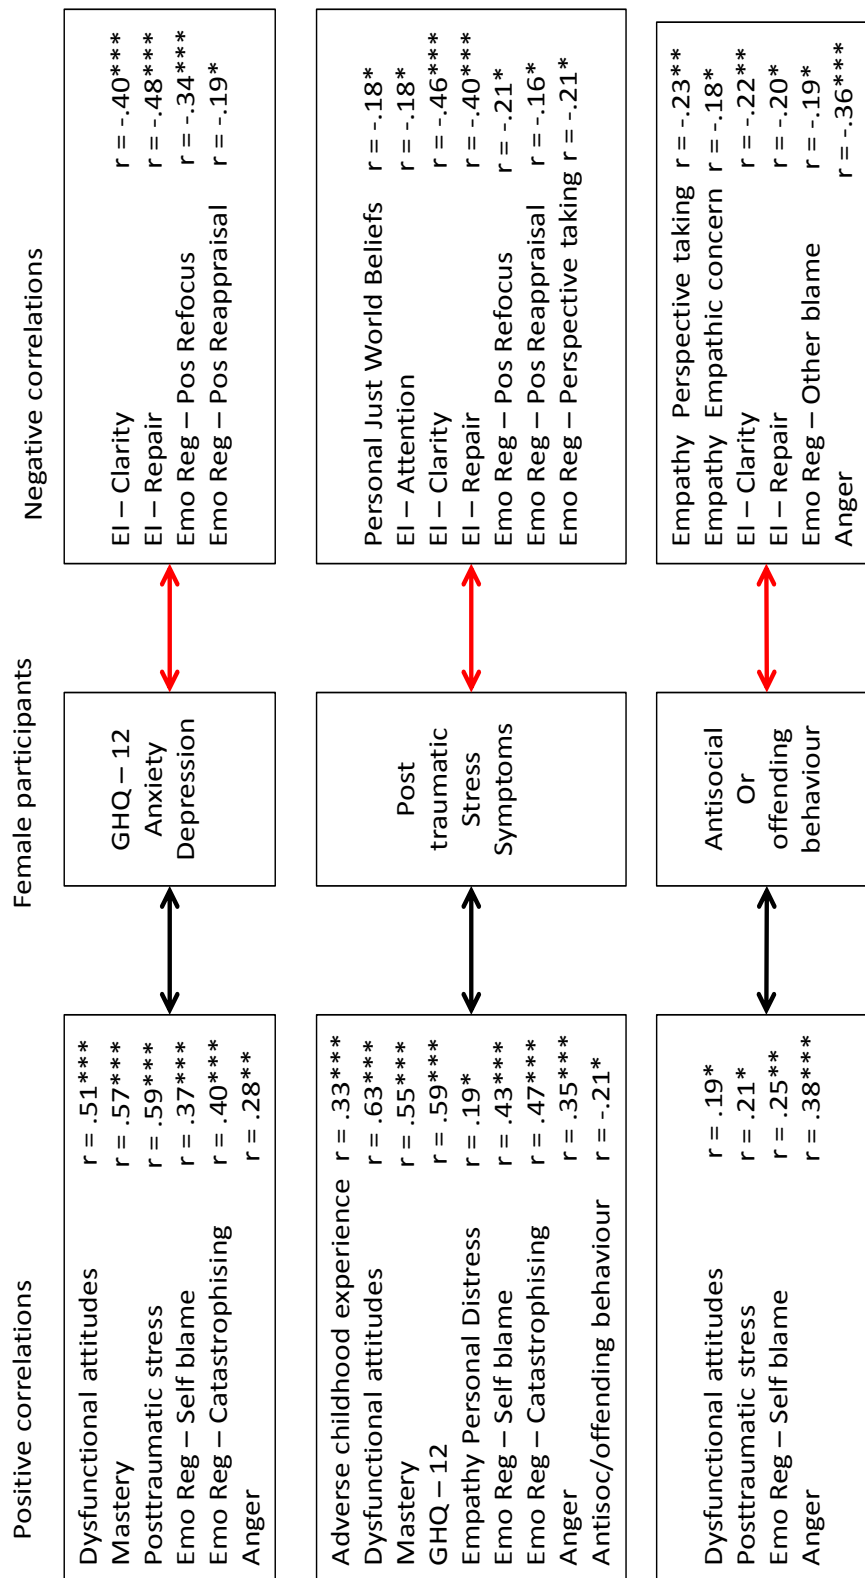 Positive correlations
Female participants
Negative correlations
Dysfunctional attitudes r = .51***
Mastery r = .57***
Posttraumatic stress r = .59***
Emo Reg – Self blame r = .37***
Emo Reg – Catastrophising r = .40***
Anger r = .28**
GHQ – 12
Anxiety
Depression
EI – Clarity r = -.40***
EI – Repair r = -.48***
Emo Reg – Pos Refocus r = -.34***
Emo Reg – Pos Reappraisal r = -.19*
Adverse childhood experience r = .33***
Dysfunctional attitudes r = .63***
Mastery r = .55***
GHQ – 12 r = .59***
Empathy Personal Distress r = .19*
Emo Reg – Self blame r = .43***
Emo Reg – Catastrophising r = .47***
Anger r = .35***
Antisoc/offending behaviour r = -.21*
Post
traumatic
Stress
Symptoms
Personal Just World Beliefs r = -.18*
EI – Attention r = -.18*
EI – Clarity r = -.46***
EI – Repair r = -.40***
Emo Reg – Pos Refocus r = -.21*
Emo Reg – Pos Reappraisal r = -.16*
Emo Reg – Perspective taking r = -.21*
Dysfunctional attitudes r = .19*
Posttraumatic stress r = .21*
Emo Reg – Self blame r = .25**
Anger r = .38***
Antisocial
Or
offending
behaviour
Empathy Perspective taking r = -.23**
Empathy Empathic concern r = -.18*
EI – Clarity r = -.22**
EI – Repair r = -.20*
Emo Reg – Other blame r = -.19*
Anger r = -.36***